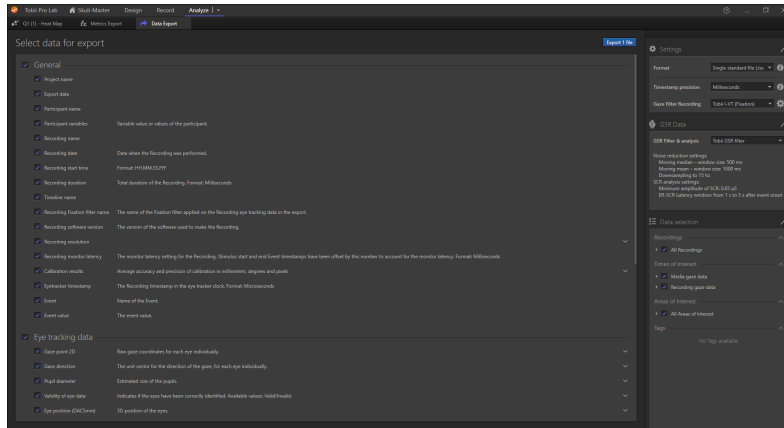 Tobii Pro Lab Skuli-Master Design Record Analyze
O1 (1) - Heat Map Metrics Export Data Export
Select data for export Export 1 file
General
Project name
Export date
Participant name
Participant variables Variable value or values of the participant.
Recording name
Recording date Date when the Recording was performed.
Recording start time Format: HH.MM.SS.FFF
Recording duration Total duration of the Recording. Format: Milliseconds
Timeline name
Recording Fixation filter name The name of the Fixation filter applied on the Recording eye tracking data in the export.
Recording software version The version of the software used to make the Recording.
Recording resolution
Recording monitor latency The monitor latency setting for the Recording. Stimulus start and end Event timestamps have been offset by this number to account for the monitor latency. Format: Milliseconds
Calibration results Average accuracy and precision of calibration in millimeters, degrees and pixels.
Eyetracker timestamp The Recording timestamp in the eye tracker clock. Format: Microseconds
Event Name of the Event.
Event value The event value.
Eye tracking data
Gaze point 2D Raw gaze coordinates for each eye individually.
Gaze direction The unit vector for the direction of the gaze, for each eye individually.
Pupil diameter Estimated size of the pupils.
Validity of eye data Indicates if the eyes have been correctly identified. Available values: Valid/Invalid.
Eye position (DACSmm) 3D position of the eyes.
Settings
Format Single standard file (.tsv
Timestamp precision Milliseconds
Gaze Filter Recording Tobii I-VT (Fixation)
GSR Data
GSR Filter & analysis Tobii GSR filter
Noise reduction settings:
Moving median – window size: 500 ms
Moving mean – window size: 1000 ms
Downsampling to 15 hz
SCR analysis settings:
Minimum amplitude of SCR: 0.03 µS
ER-SCR Latency window: from 1 s to 5 s after event onset
Data selection
Recordings
All Recordings
Times of Interest
Media gaze data
Recording gaze data
Areas of Interest
All Areas of Interest
Tags
No Tags available